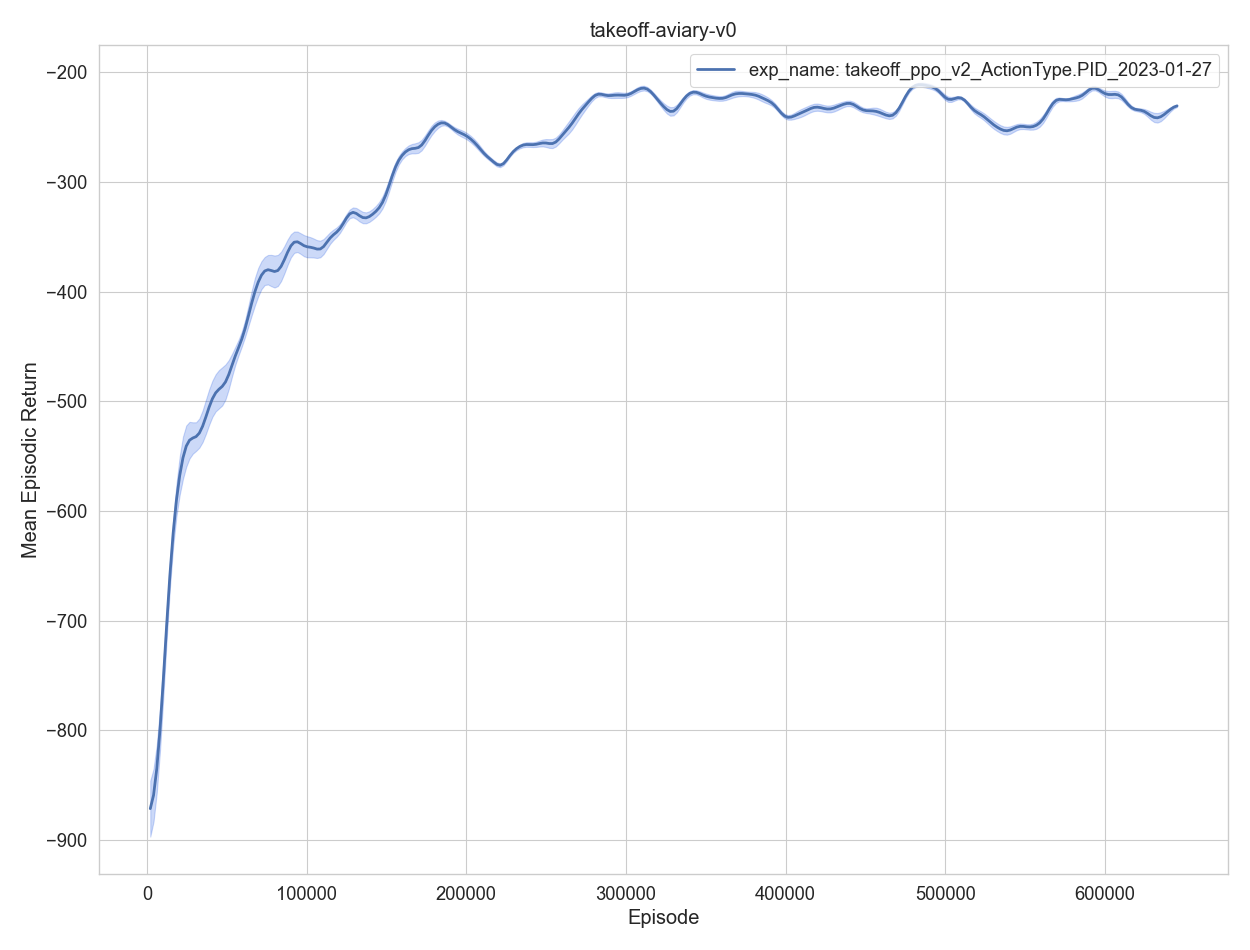 takeoff-aviary-v0
exp_name: takeoff_ppo_v2_ActionType.PID_2023-01-27
Mean Episodic Return
−200
−300
−400
−500
−600
−700
−800
−900
0 100000 200000 300000 400000 500000 600000
Episode